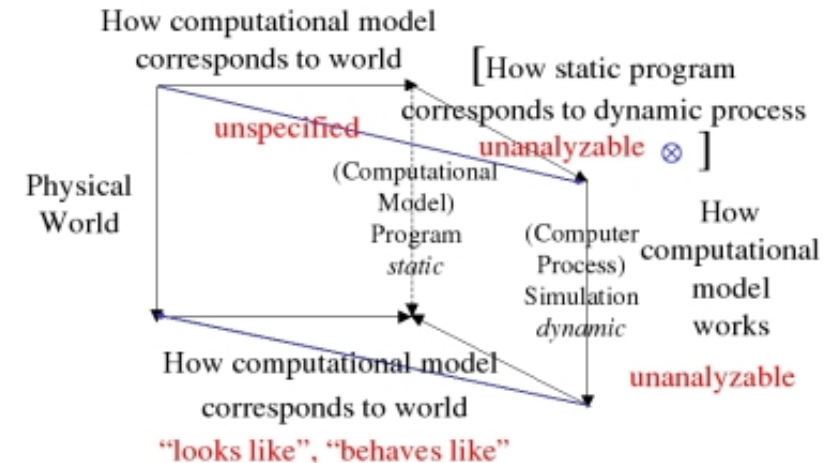 How computational model
corresponds to world
[How static program
corresponds to dynamic process
unspecified
unanalyzable ⊗ ]
(Computational
Model)
Program
static
Physical
World
(Computer
Process)
Simulation
dynamic
How
computational
model
works
unanalyzable
How computational model
corresponds to world
“looks like”, “behaves like”